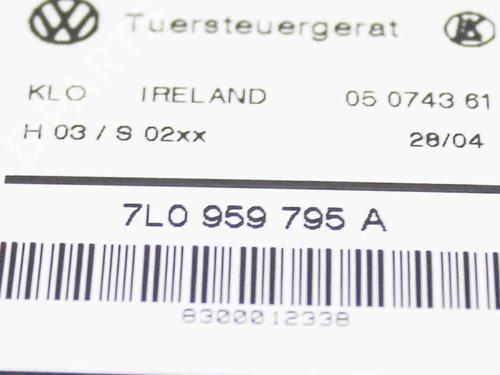 Tuersteuergerat
KLO IRELAND 05 0743 61
H 03 / S 02xx 28/04
7L0 959 795 A
8300012338